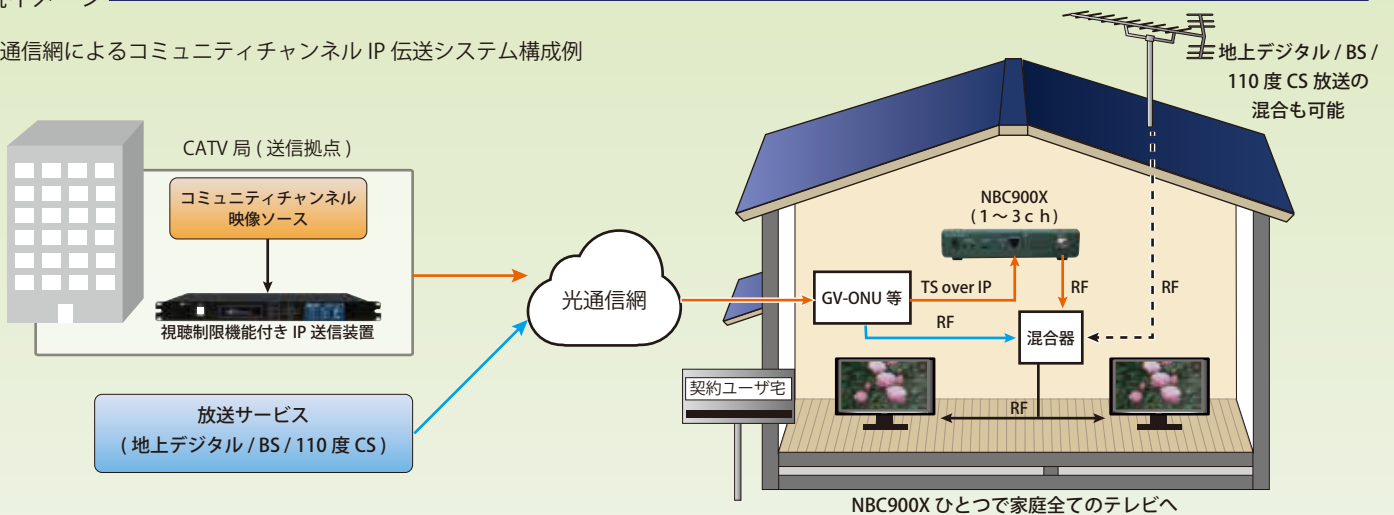 通信網によるコミュニティチャンネル IP 伝送システム構成例
地上デジタル / BS /
110 度 CS 放送の
混合も可能
CATV 局 ( 送信拠点 )
コミュニティチャンネル
映像ソース
視聴制限機能付き IP 送信装置
放送サービス
( 地上デジタル / BS / 110 度 CS )
光通信網
NBC900X
(1～3ch)
GV-ONU 等
TS over IP
RF
RF
RF
混合器
契約ユーザ宅
RF
NBC900X ひとつで家庭全てのテレビへ